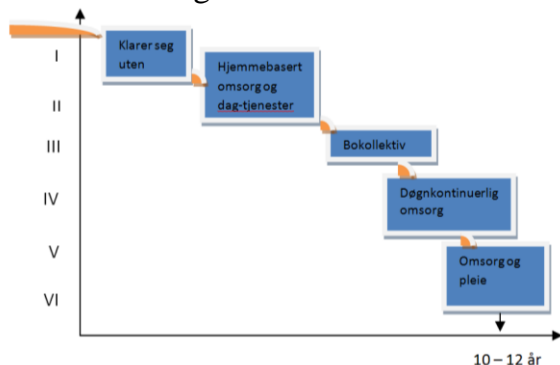 I
II
III
IV
V
VI
Klarer seg
uten
Hjemmebasert
omsorg og
dag-tjenester
Bokollektiv
Døgnkontinuerlig
omsorg
Omsorg og
pleie
10 – 12 år